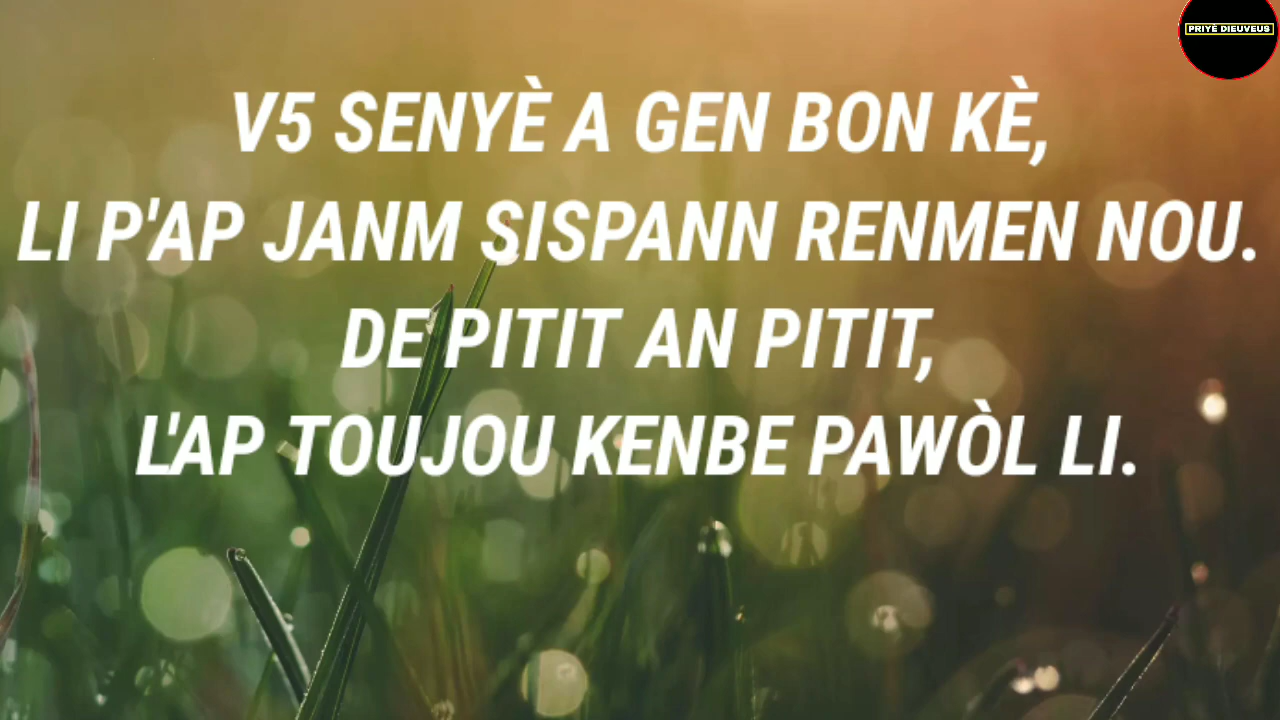 PRIYÈ DIEUVEUS
V5 SENYÈ A GEN BON KÈ,
LI P'AP JANM SISPANN RENMEN NOU.
DE PITIT AN PITIT,
L'AP TOUJOU KENBE PAWÒL LI.